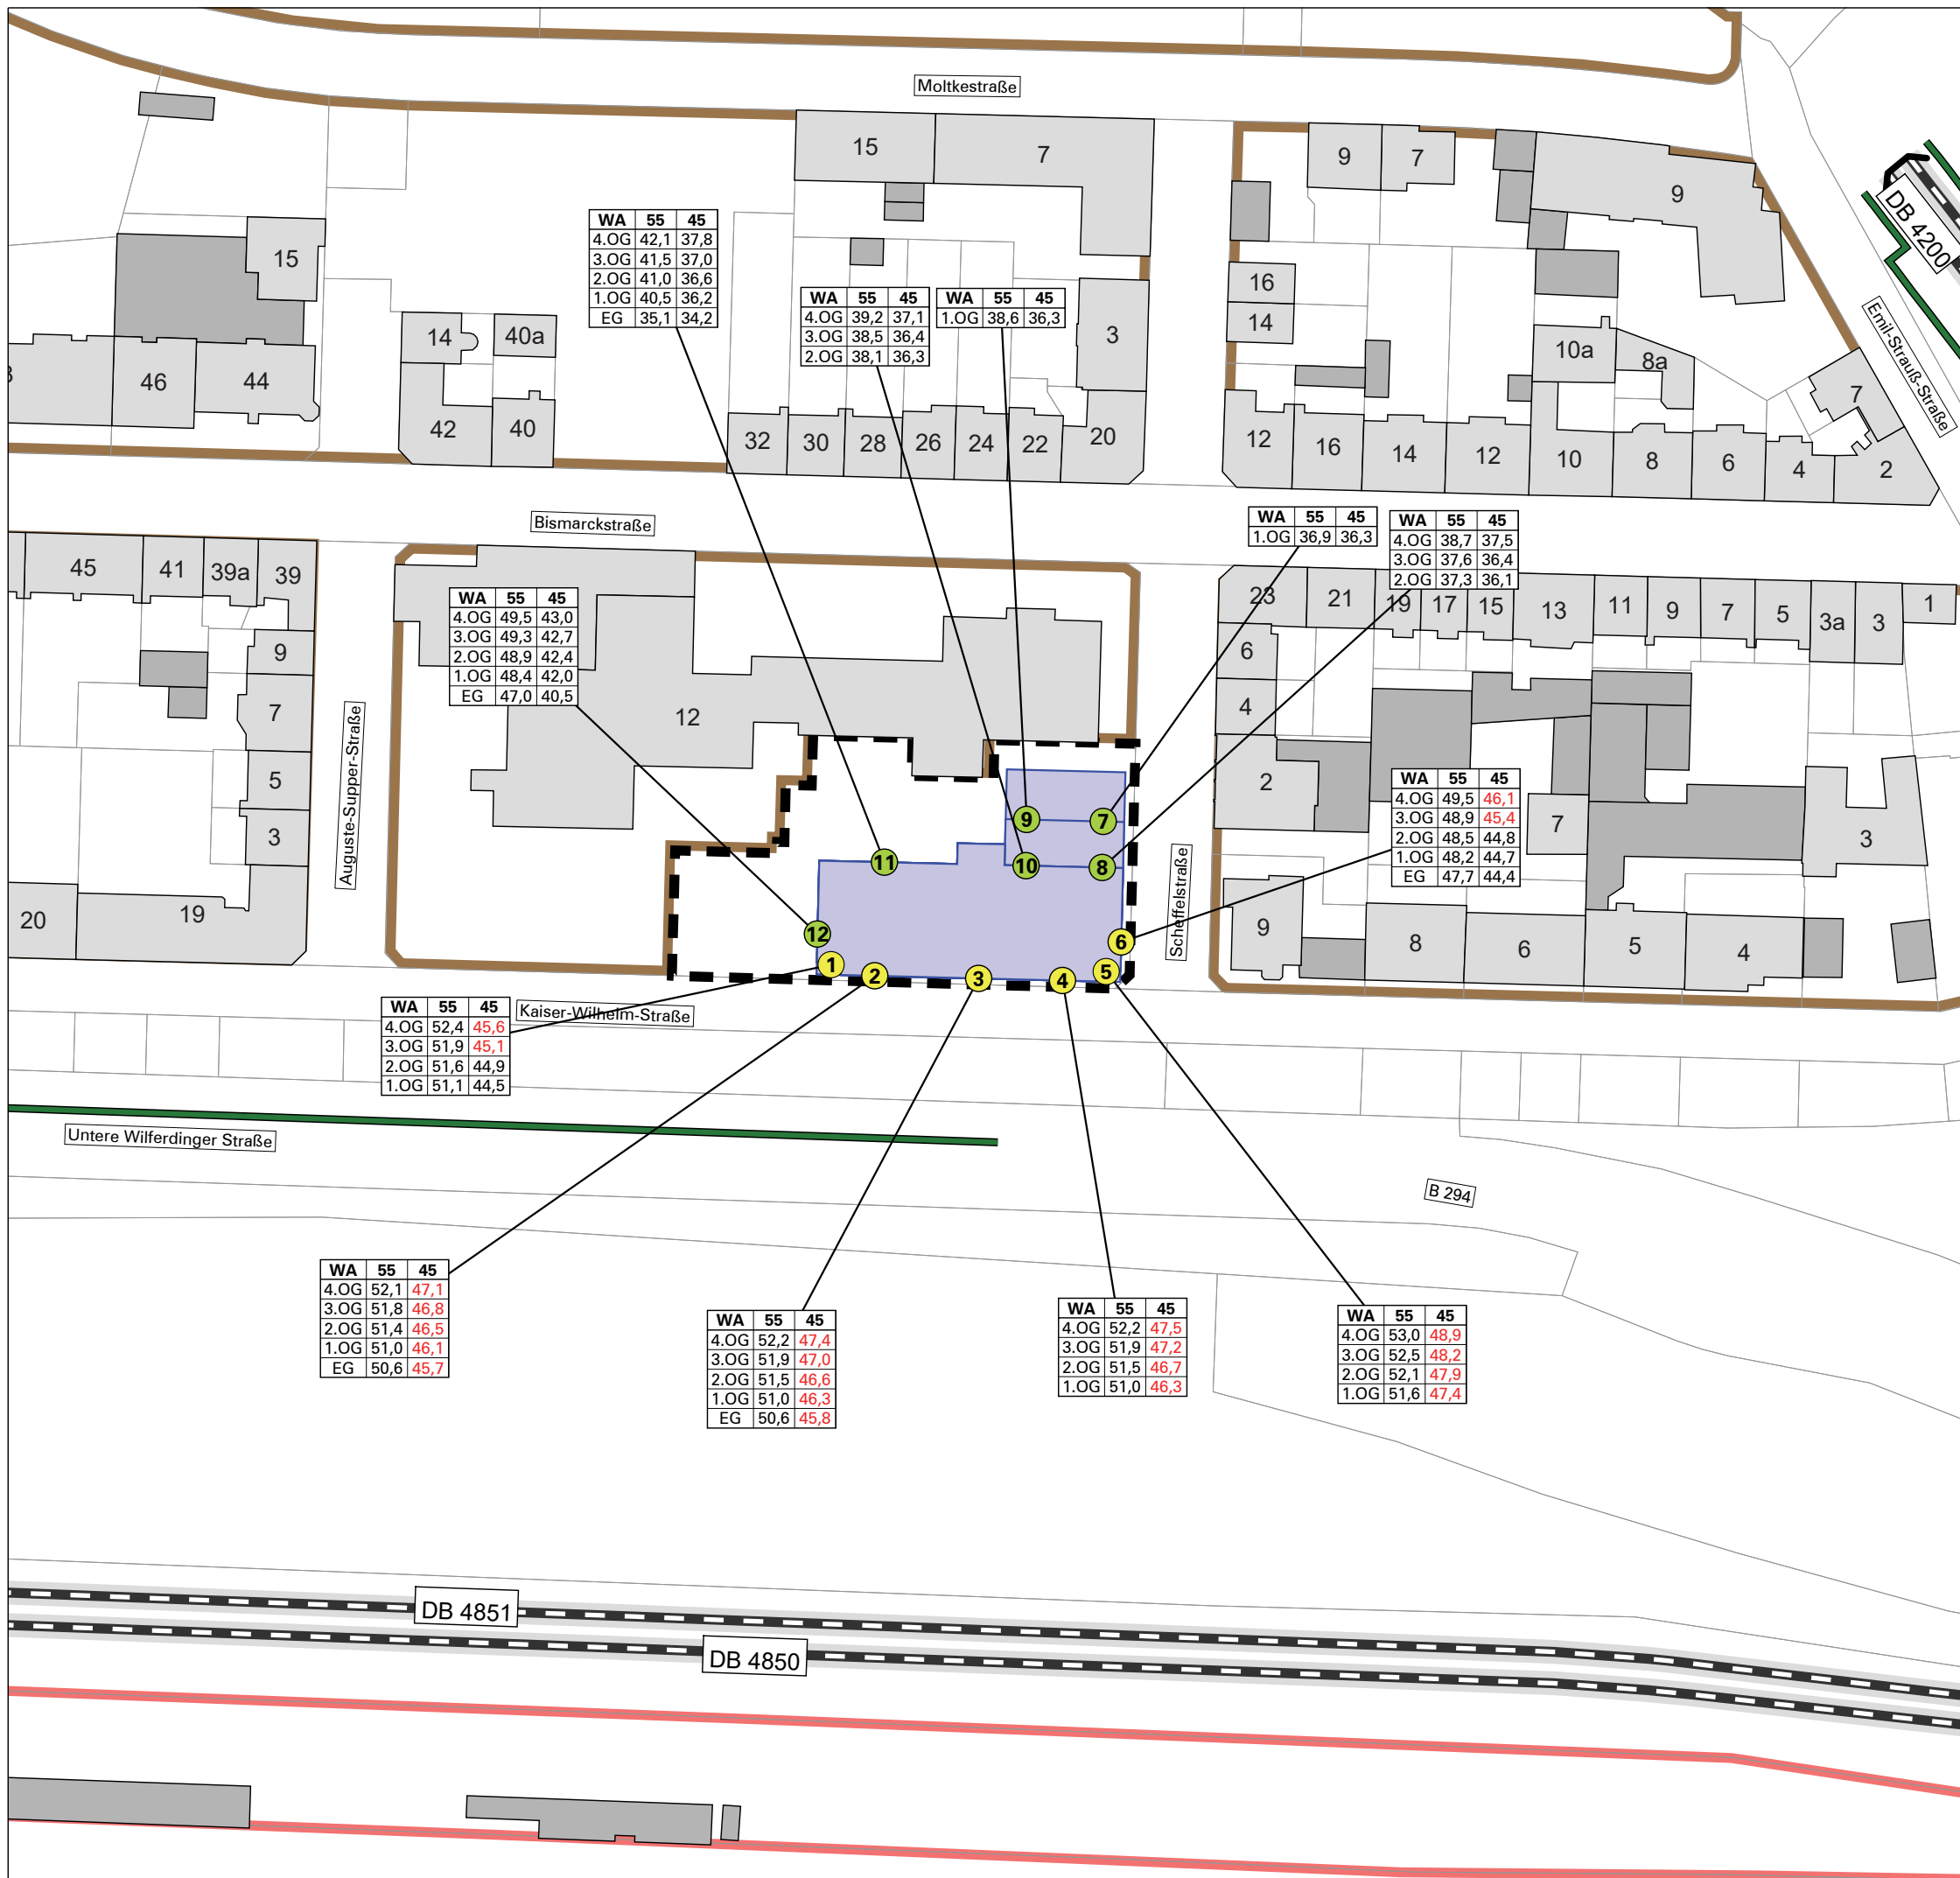 Moltkestraße
15 7
9 7
9
DB 4200
Emil-Strauß-Straße
WA 55 45
4.OG 42,1 37,8
3.OG 41,5 37,0
2.OG 41,0 36,6
1.OG 40,5 36,2
EG 35,1 34,2
15
16
14
WA 55 45
4.OG 39,2 37,1
3.OG 38,5 36,4
2.OG 38,1 36,3
WA 55 45
1.OG 38,6 36,3
3
14 40a
10a 8a
7
46 44
42 40
32 30 28 26 24 22 20
12 16 14 12 10 8 6 4 2
Bismarckstraße
WA 55 45
1.OG 36,9 36,3
WA 55 45
4.OG 38,7 37,5
3.OG 37,6 36,4
2.OG 37,3 36,1
45 41 39a 39
23 21 19 17 15 13 11 9 7 5 3a 3 1
WA 55 45
4.OG 49,5 43,0
3.OG 49,3 42,7
2.OG 48,9 42,4
1.OG 48,4 42,0
EG 47,0 40,5
9
7
5
3
Auguste-Supper-Straße
12
6
4
2
WA 55 45
4.OG 49,5 46,1
3.OG 48,9 45,4
2.OG 48,5 44,8
1.OG 48,2 44,7
EG 47,7 44,4
7
3
9 7
11 10 8
12
6
1 2 3 4 5
Scheffelstraße
20 19
9 8 6 5 4
WA 55 45
4.OG 52,4 45,6
3.OG 51,9 45,1
2.OG 51,6 44,9
1.OG 51,1 44,5
Kaiser-Wilhelm-Straße
Untere Wilferdinger Straße
B 294
WA 55 45
4.OG 52,1 47,1
3.OG 51,8 46,8
2.OG 51,4 46,5
1.OG 51,0 46,1
EG 50,6 45,7
WA 55 45
4.OG 52,2 47,4
3.OG 51,9 47,0
2.OG 51,5 46,6
1.OG 51,0 46,3
EG 50,6 45,8
WA 55 45
4.OG 52,2 47,5
3.OG 51,9 47,2
2.OG 51,5 46,7
1.OG 51,0 46,3
WA 55 45
4.OG 53,0 48,9
3.OG 52,5 48,2
2.OG 52,1 47,9
1.OG 51,6 47,4
DB 4851
DB 4850